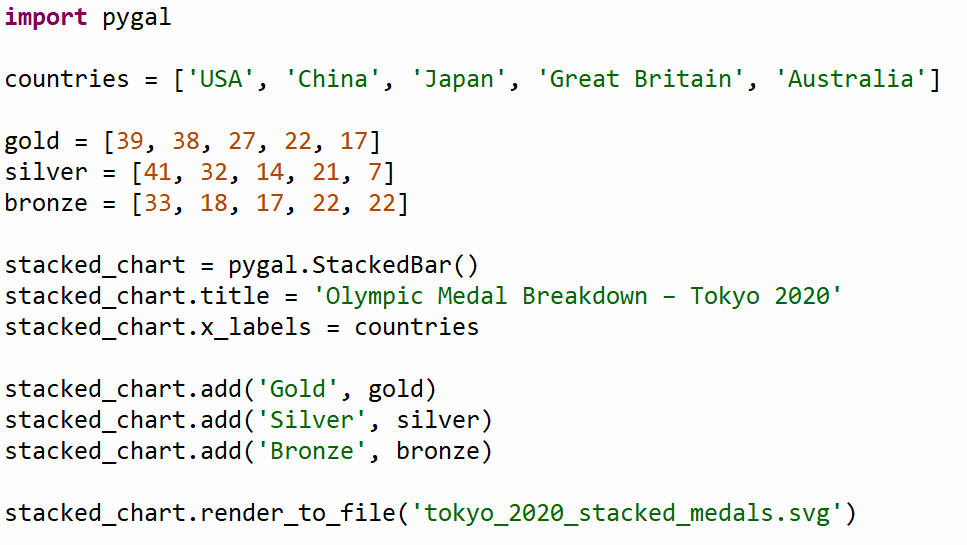 import pygal
countries = ['USA', 'China', 'Japan', 'Great Britain', 'Australia']
gold = [39, 38, 27, 22, 17]
silver = [41, 32, 14, 21, 7]
bronze = [33, 18, 17, 22, 22]
stacked_chart = pygal.StackedBar()
stacked_chart.title = 'Olympic Medal Breakdown – Tokyo 2020'
stacked_chart.x_labels = countries
stacked_chart.add('Gold', gold)
stacked_chart.add('Silver', silver)
stacked_chart.add('Bronze', bronze)
stacked_chart.render_to_file('tokyo_2020_stacked_medals.svg')